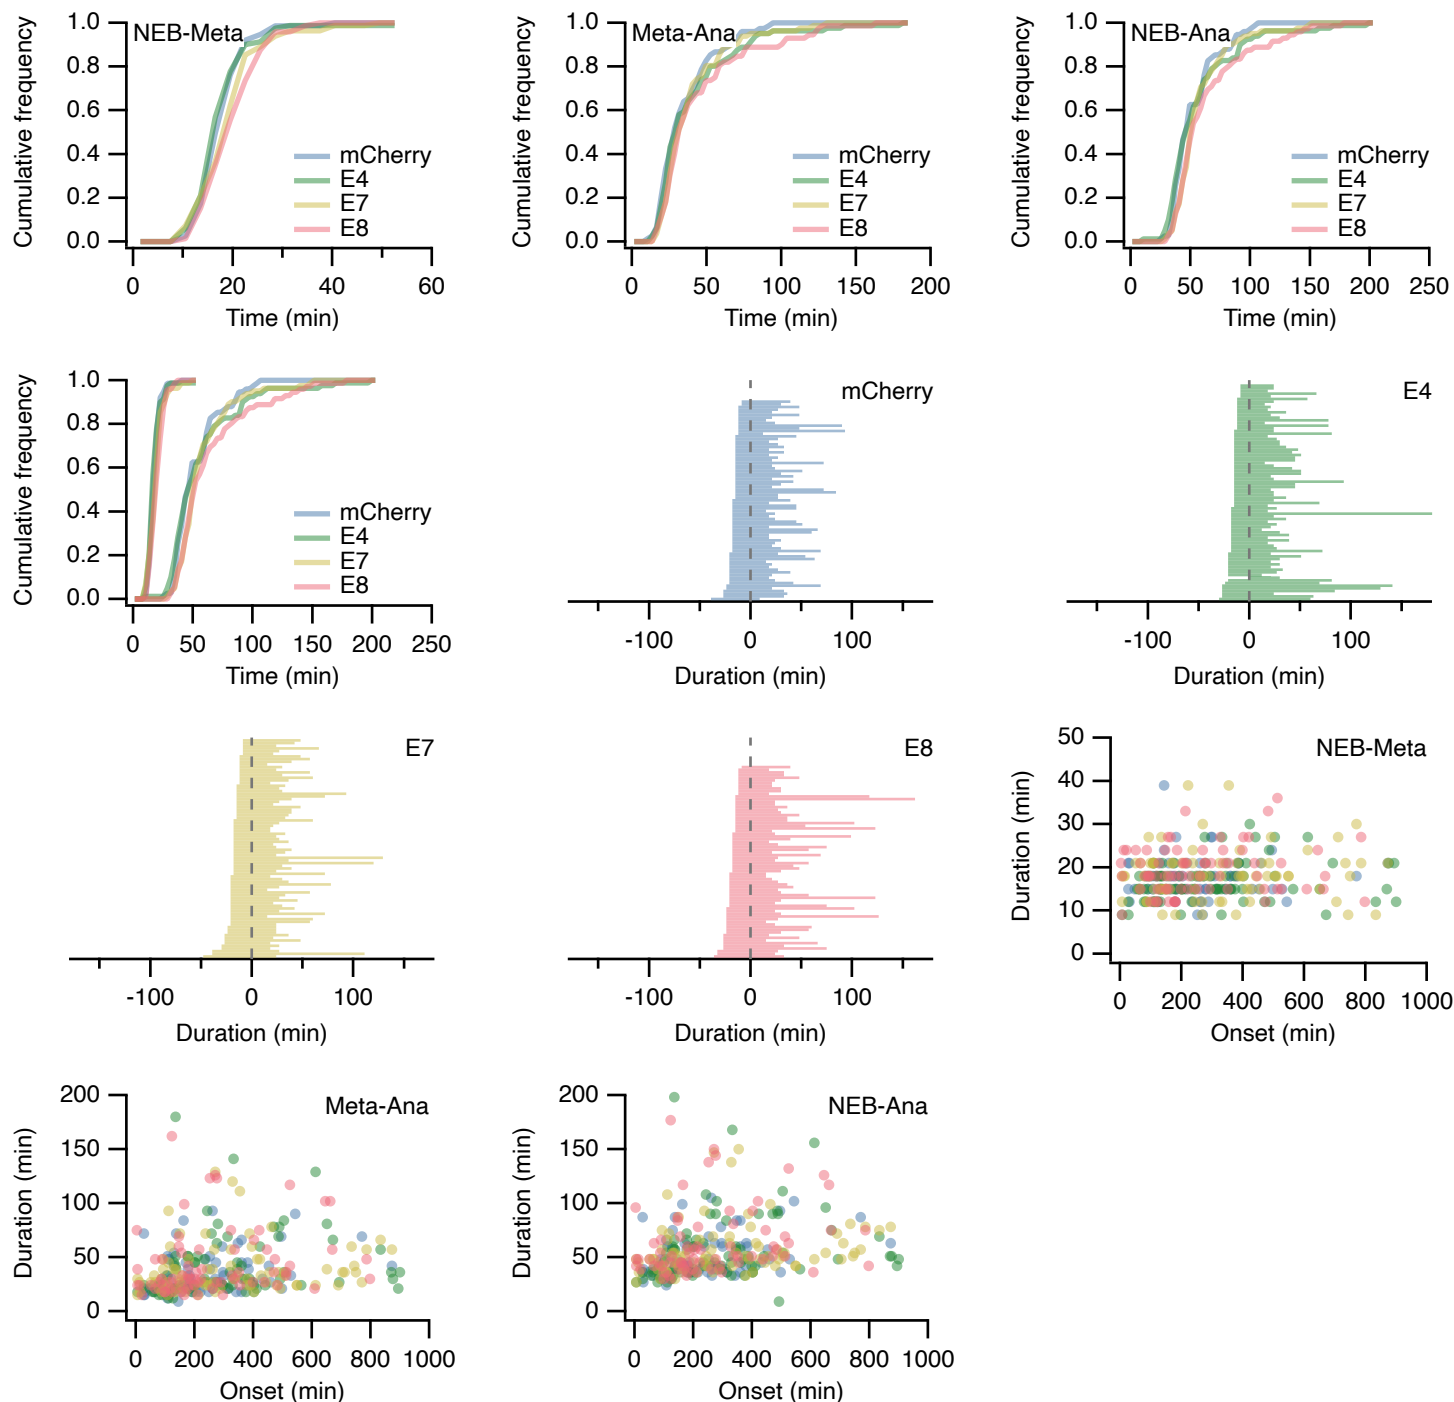 NEB-Meta
Cumulative frequency
1.0
0.8
0.6
0.4
0.2
0.0
mCherry
E4
E7
E8
0 20 40 60
Time (min)
Meta-Ana
Cumulative frequency
1.0
0.8
0.6
0.4
0.2
0.0
mCherry
E4
E7
E8
0 50 100 150 200
Time (min)
NEB-Ana
Cumulative frequency
1.0
0.8
0.6
0.4
0.2
0.0
mCherry
E4
E7
E8
0 50 100 150 200 250
Time (min)
Cumulative frequency
1.0
0.8
0.6
0.4
0.2
0.0
mCherry
E4
E7
E8
0 50 100 150 200 250
Time (min)
mCherry
-100 0 100
Duration (min)
E4
-100 0 100
Duration (min)
E7
-100 0 100
Duration (min)
E8
-100 0 100
Duration (min)
NEB-Meta
Duration (min)
50
40
30
20
10
0
0 200 400 600 800 1000
Onset (min)
Meta-Ana
Duration (min)
200
150
100
50
0
0 200 400 600 800 1000
Onset (min)
NEB-Ana
Duration (min)
200
150
100
50
0
0 200 400 600 800 1000
Onset (min)